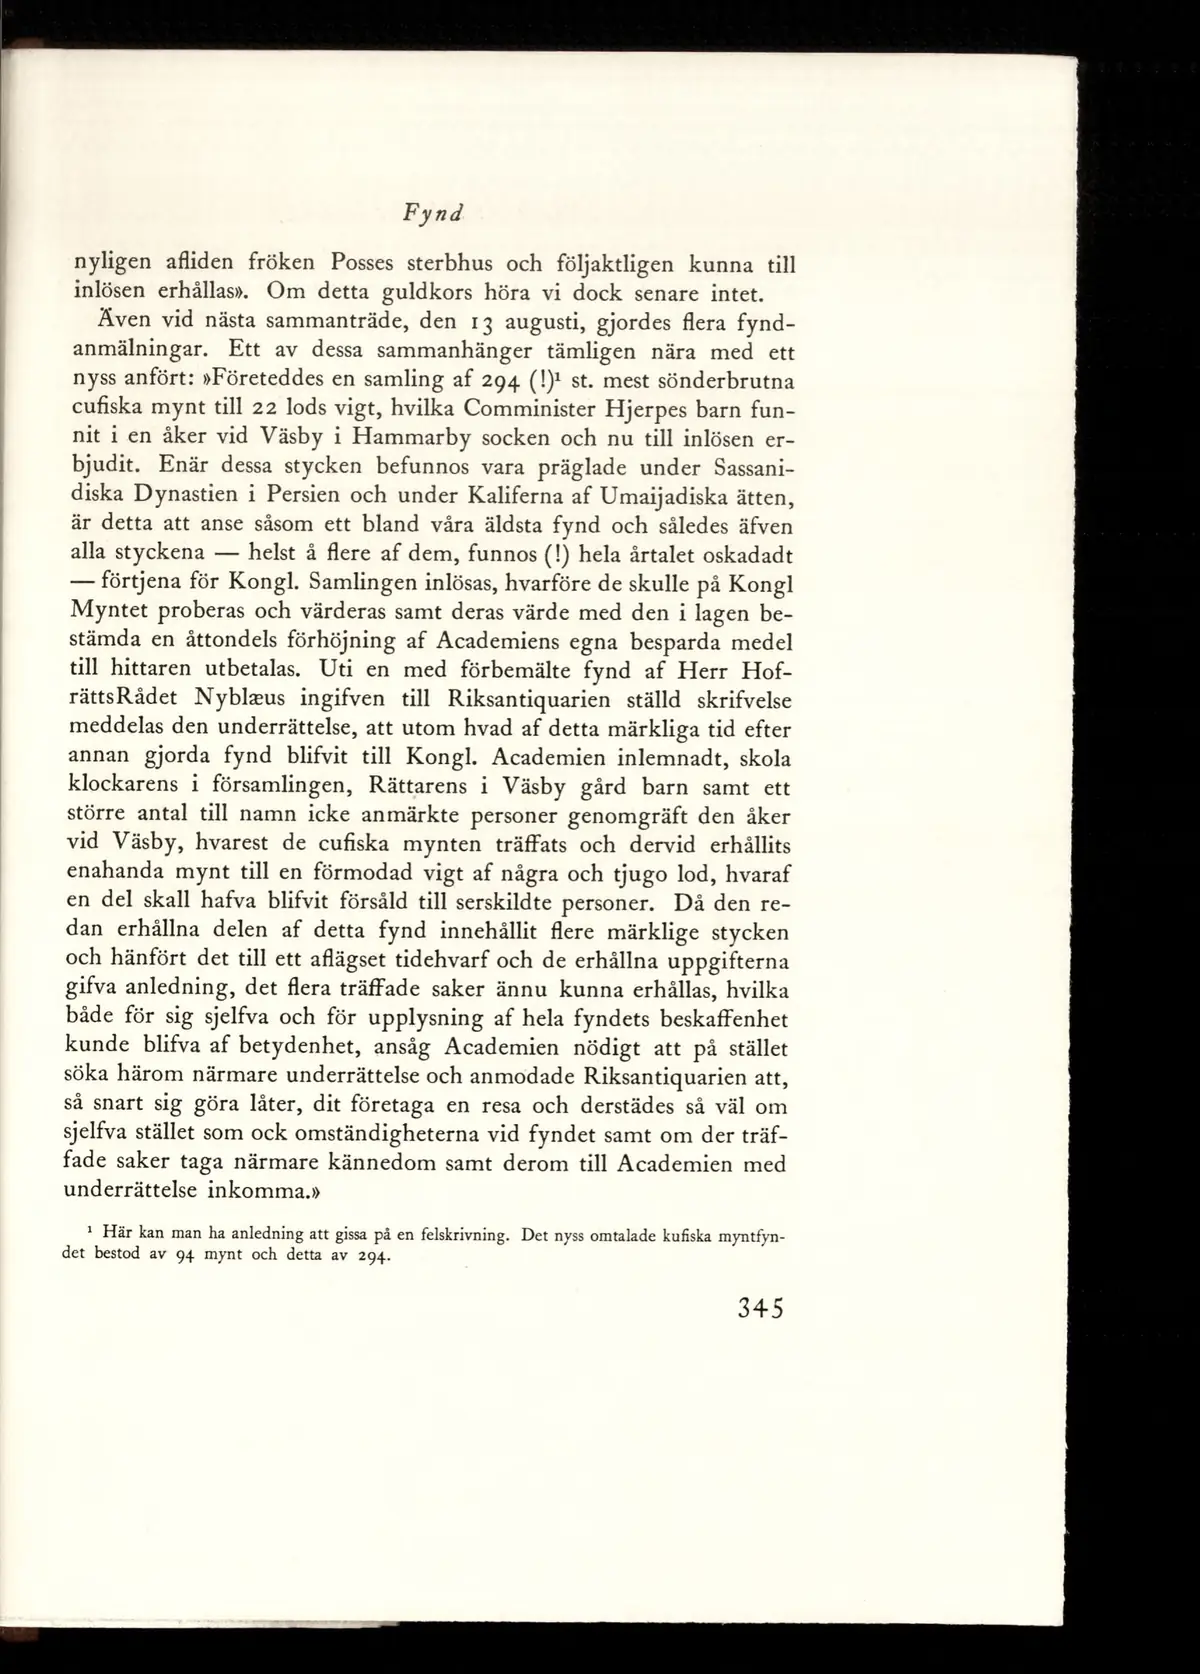 Fynd
nyligen afliden fröken Posses sterbhus och följaktligen kunna till
inlösen erhållas». Om detta guldkors höra vi dock senare intet.
Även vid nästa sammanträde, den 13 augusti, gjordes flera fynd-
anmälningar. Ett av dessa sammanhänger tämligen nära med ett
nyss anfört: »Företeddes en samling af 294 (!)¹ st. mest sönderbrutna
cufiska mynt till 22 lods vigt, hvilka Comminister Hjerpes barn fun-
nit i en åker vid Väsby i Hammarby socken och nu till inlösen er-
bjudit. Enär dessa stycken befunnos vara präglade under Sassani-
diska Dynastien i Persien och under Kaliferna af Umaijadiska ätten,
är detta att anse såsom ett bland våra äldsta fynd och således äfven
alla styckena — helst å flere af dem, funnos (!) hela årtalet oskadadt
— förtjena för Kongl. Samlingen inlösas, hvarföre de skulle på Kongl
Myntet proberas och värderas samt deras värde med den i lagen be-
stämda en åttondels förhöjning af Academiens egna besparda medel
till hittaren utbetalas. Uti en med förbemälte fynd af Herr Hof-
rättsRådet Nyblæus ingifven till Riksantiquarien ställd skrifvelse
meddelas den underrättelse, att utom hvad af detta märkliga tid efter
annan gjorda fynd blifvit till Kongl. Academien inlemnadt, skola
klockarens i församlingen, Rättarens i Väsby gård barn samt ett
större antal till namn icke anmärkte personer genomgräft den åker
vid Väsby, hvarest de cufiska mynten träffats och dervid erhållits
enahanda mynt till en förmodad vigt af några och tjugo lod, hvaraf
en del skall hafva blifvit försåld till serskildte personer. Då den re-
dan erhållna delen af detta fynd innehållit flere märklige stycken
och hänfört det till ett aflägset tidehvarf och de erhållna uppgifterna
gifva anledning, det flera träffade saker ännu kunna erhållas, hvilka
både för sig sjelfva och för upplysning af hela fyndets beskaffenhet
kunde blifva af betydenhet, ansåg Academien nödigt att på stället
söka härom närmare underrättelse och anmodade Riksantiquarien att,
så snart sig göra låter, dit företaga en resa och derstädes så väl om
sjelfva stället som ock omständigheterna vid fyndet samt om der träf-
fade saker taga närmare kännedom samt derom till Academien med
underrättelse inkomma.»
¹ Här kan man ha anledning att gissa på en felskrivning. Det nyss omtalade kufiska myntfyn-
det bestod av 94 mynt och detta av 294.
345